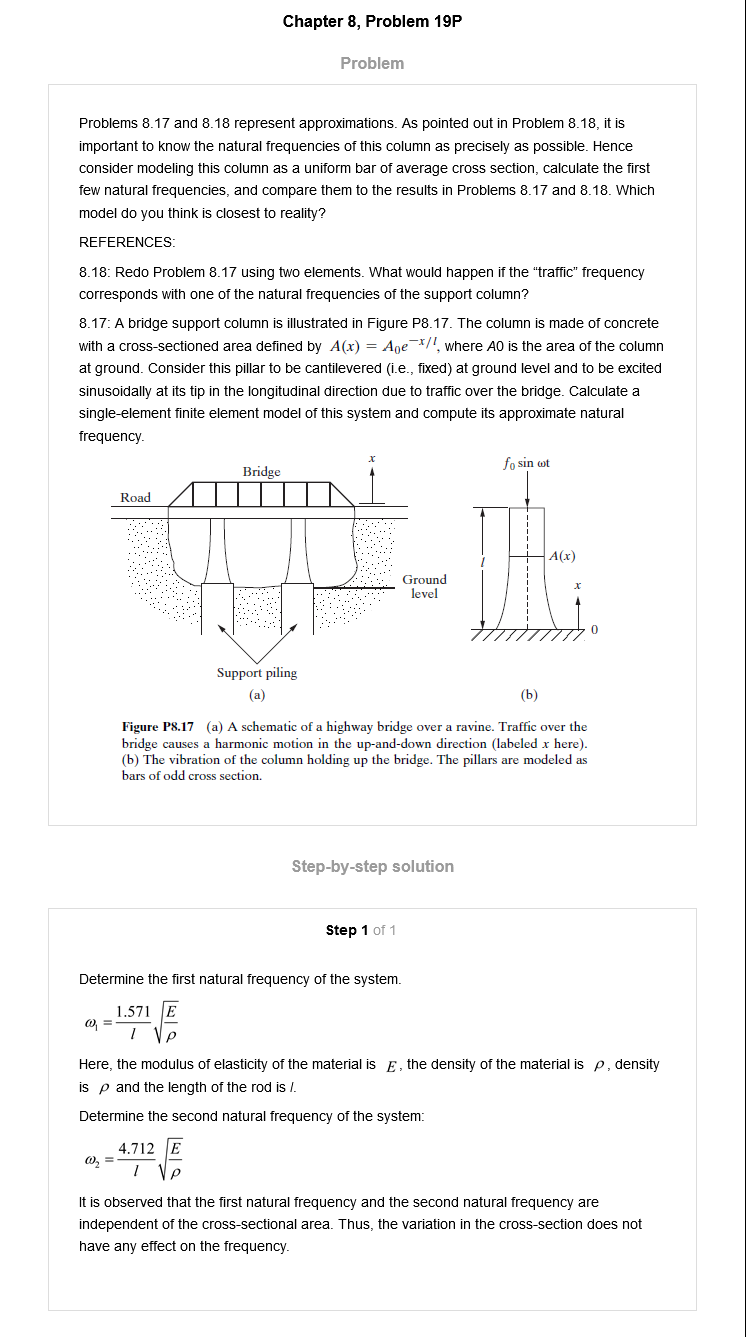 Chapter 8, Problem 19P
Problem
Problems 8.17 and 8.18 represent approximations. As pointed out in Problem 8.18, it is
important to know the natural frequencies of this column as precisely as possible. Hence
consider modeling this column as a uniform bar of average cross section, calculate the first
few natural frequencies, and compare them to the results in Problems 8.17 and 8.18. Which
model do you think is closest to reality?
REFERENCES:
8.18: Redo Problem 8.17 using two elements. What would happen if the “traffic” frequency
corresponds with one of the natural frequencies of the support column?
8.17: A bridge support column is illustrated in Figure P8.17. The column is made of concrete
with a cross-sectioned area defined by A(x) = A₀e^(−x/l), where A0 is the area of the column
at ground. Consider this pillar to be cantilevered (i.e., fixed) at ground level and to be excited
sinusoidally at its tip in the longitudinal direction due to traffic over the bridge. Calculate a
single-element finite element model of this system and compute its approximate natural
frequency.
x
Bridge
Road
Ground
level
Support piling
(a)
f₀ sin ωt
A(x)
l
x
0
(b)
Figure P8.17 (a) A schematic of a highway bridge over a ravine. Traffic over the
bridge causes a harmonic motion in the up-and-down direction (labeled x here).
(b) The vibration of the column holding up the bridge. The pillars are modeled as
bars of odd cross section.
Step-by-step solution
Step 1 of 1
Determine the first natural frequency of the system.
ω₁ = 1.571/l √(E/ρ)
Here, the modulus of elasticity of the material is E, the density of the material is ρ, density
is ρ and the length of the rod is l.
Determine the second natural frequency of the system:
ω₂ = 4.712/l √(E/ρ)
It is observed that the first natural frequency and the second natural frequency are
independent of the cross-sectional area. Thus, the variation in the cross-section does not
have any effect on the frequency.